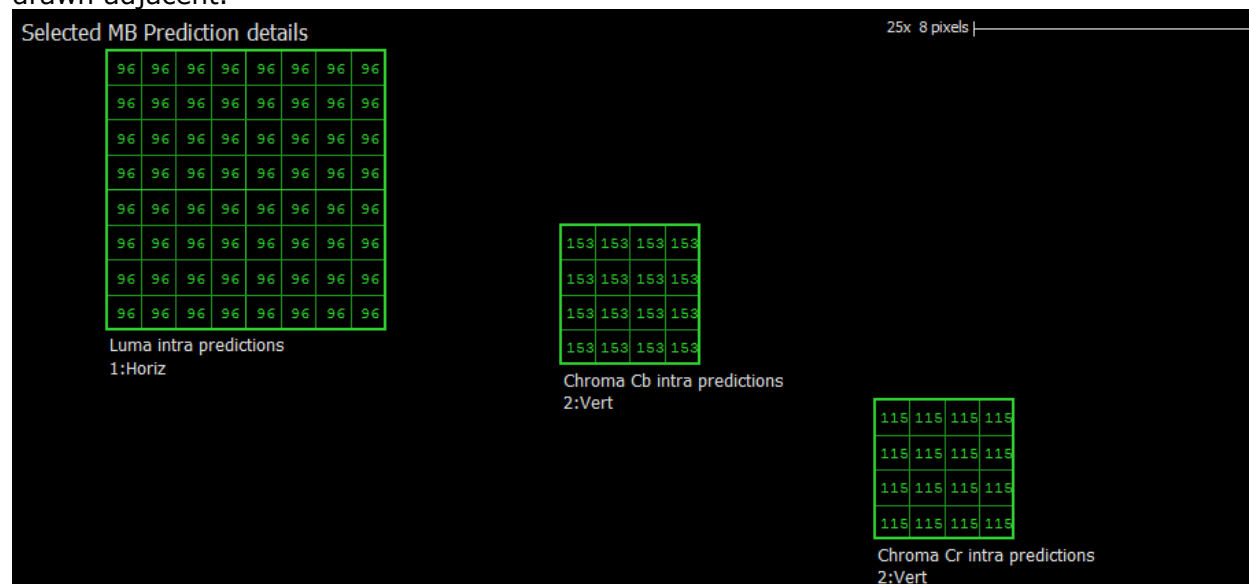 drawn adjacent.
Selected MB Prediction details
25x 8 pixels
96 96 96 96 96 96 96 96
96 96 96 96 96 96 96 96
96 96 96 96 96 96 96 96
96 96 96 96 96 96 96 96
96 96 96 96 96 96 96 96
96 96 96 96 96 96 96 96
96 96 96 96 96 96 96 96
96 96 96 96 96 96 96 96
Luma intra predictions
1:Horiz
153 153 153 153
153 153 153 153
153 153 153 153
153 153 153 153
Chroma Cb intra predictions
2:Vert
115 115 115 115
115 115 115 115
115 115 115 115
115 115 115 115
Chroma Cr intra predictions
2:Vert